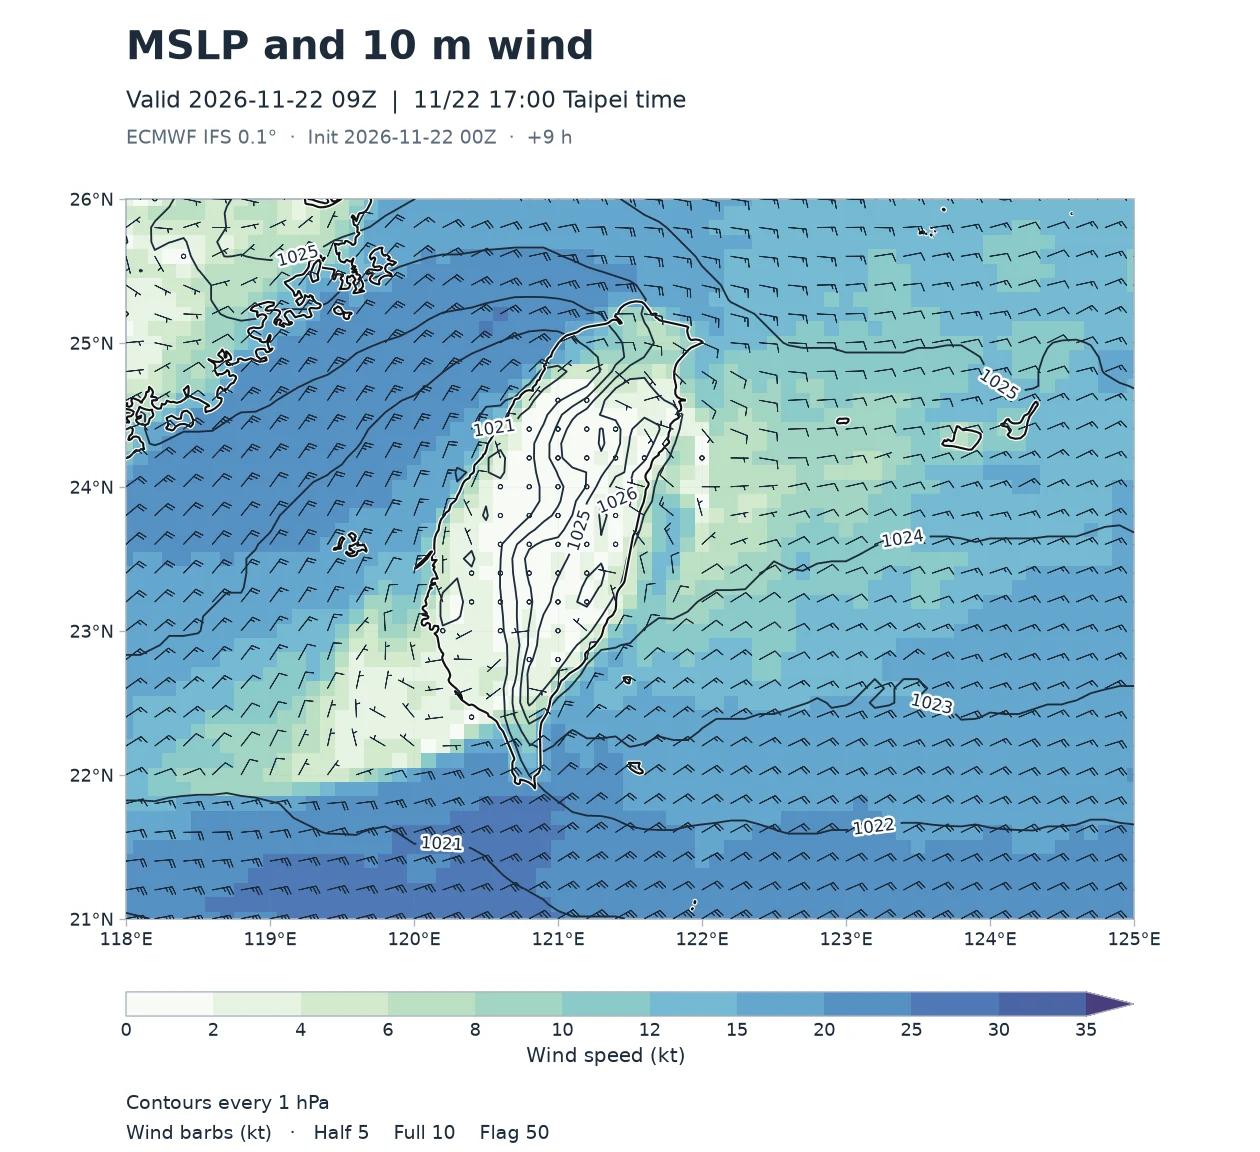 MSLP and 10 m wind
Valid 2026-11-22 09Z | 11/22 17:00 Taipei time
ECMWF IFS 0.1° · Init 2026-11-22 00Z · +9 h
26°N
25°N
24°N
23°N
22°N
21°N
1025
1025
1021
1026
1025
1024
1023
1022
1021
118°E 119°E 120°E 121°E 122°E 123°E 124°E 125°E
0 2 4 6 8 10 12 15 20 25 30 35
Wind speed (kt)
Contours every 1 hPa
Wind barbs (kt) · Half 5 Full 10 Flag 50